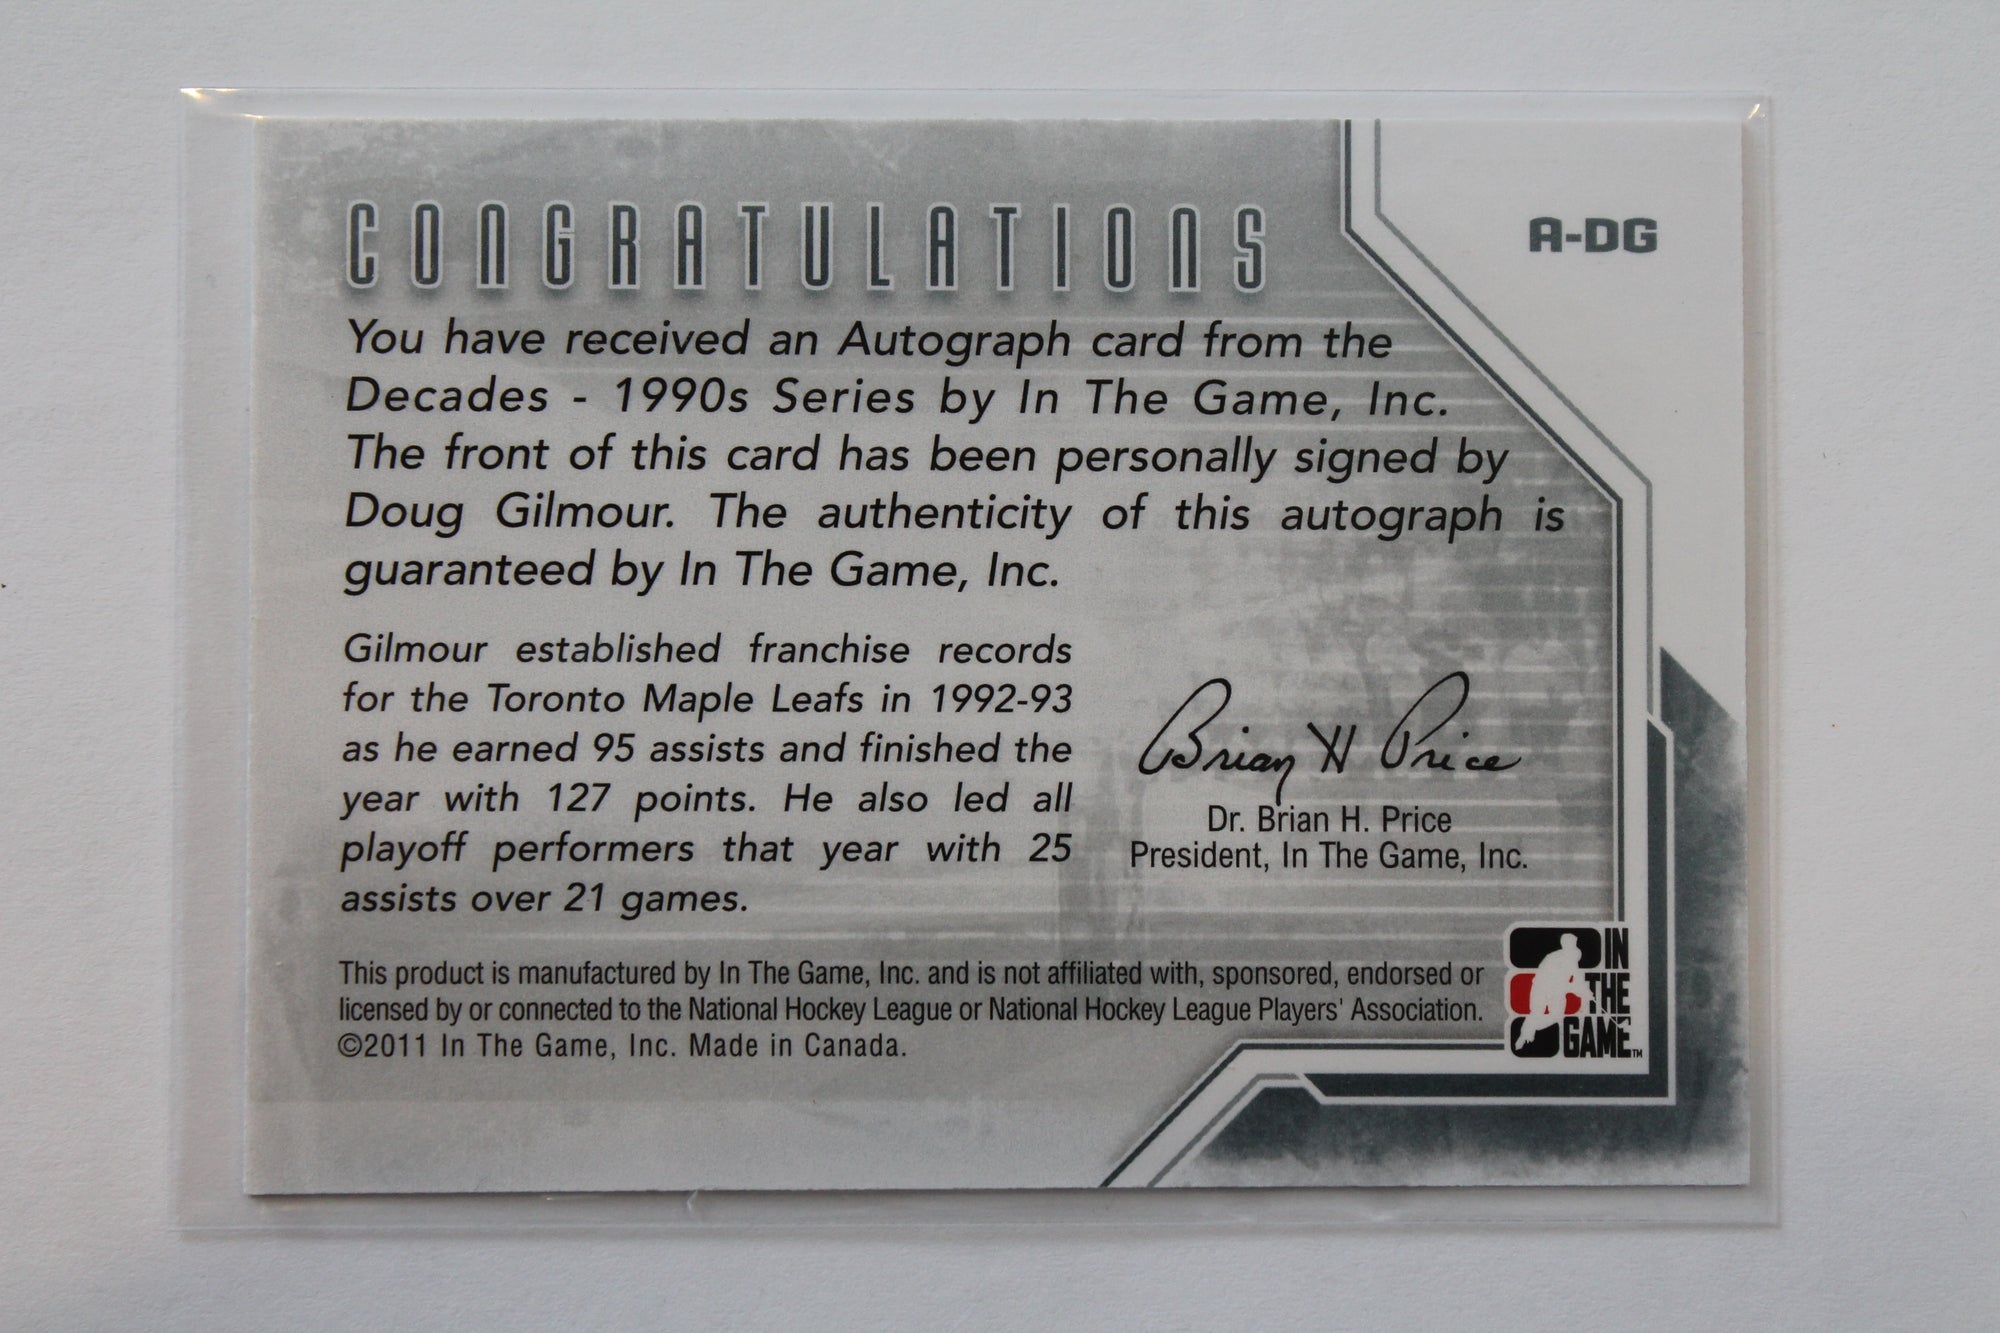 CONGRATULATIONS
A-DG
You have received an Autograph card from the
Decades - 1990s Series by In The Game, Inc.
The front of this card has been personally signed by
Doug Gilmour. The authenticity of this autograph is
guaranteed by In The Game, Inc.
Gilmour established franchise records
for the Toronto Maple Leafs in 1992-93
as he earned 95 assists and finished the
year with 127 points. He also led all
playoff performers that year with 25
assists over 21 games.
Brian H Price
Dr. Brian H. Price
President, In The Game, Inc.
This product is manufactured by In The Game, Inc. and is not affiliated with, sponsored, endorsed or
licensed by or connected to the National Hockey League or National Hockey League Players' Association.
©2011 In The Game, Inc. Made in Canada.
IN
THE
GAME™